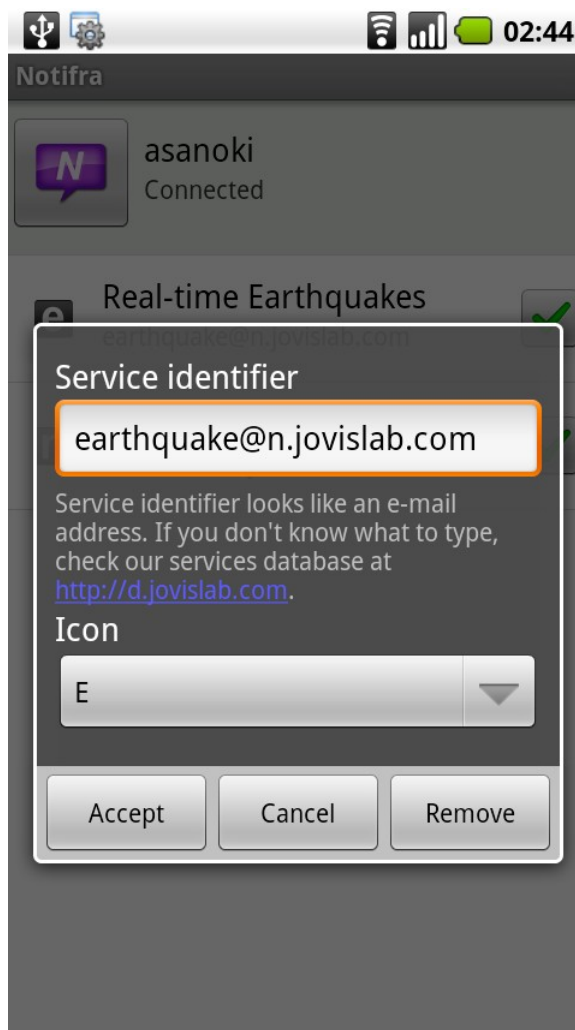 02:44
Notifra
N
asanoki
Connected
Real-time Earthquakes
e
earthquake@n.jovislab.com
Service identifier
earthquake@n.jovislab.com
Service identifier looks like an e-mail
address. If you don't know what to type,
check our services database at
http://d.jovislab.com.
Icon
E
Accept
Cancel
Remove